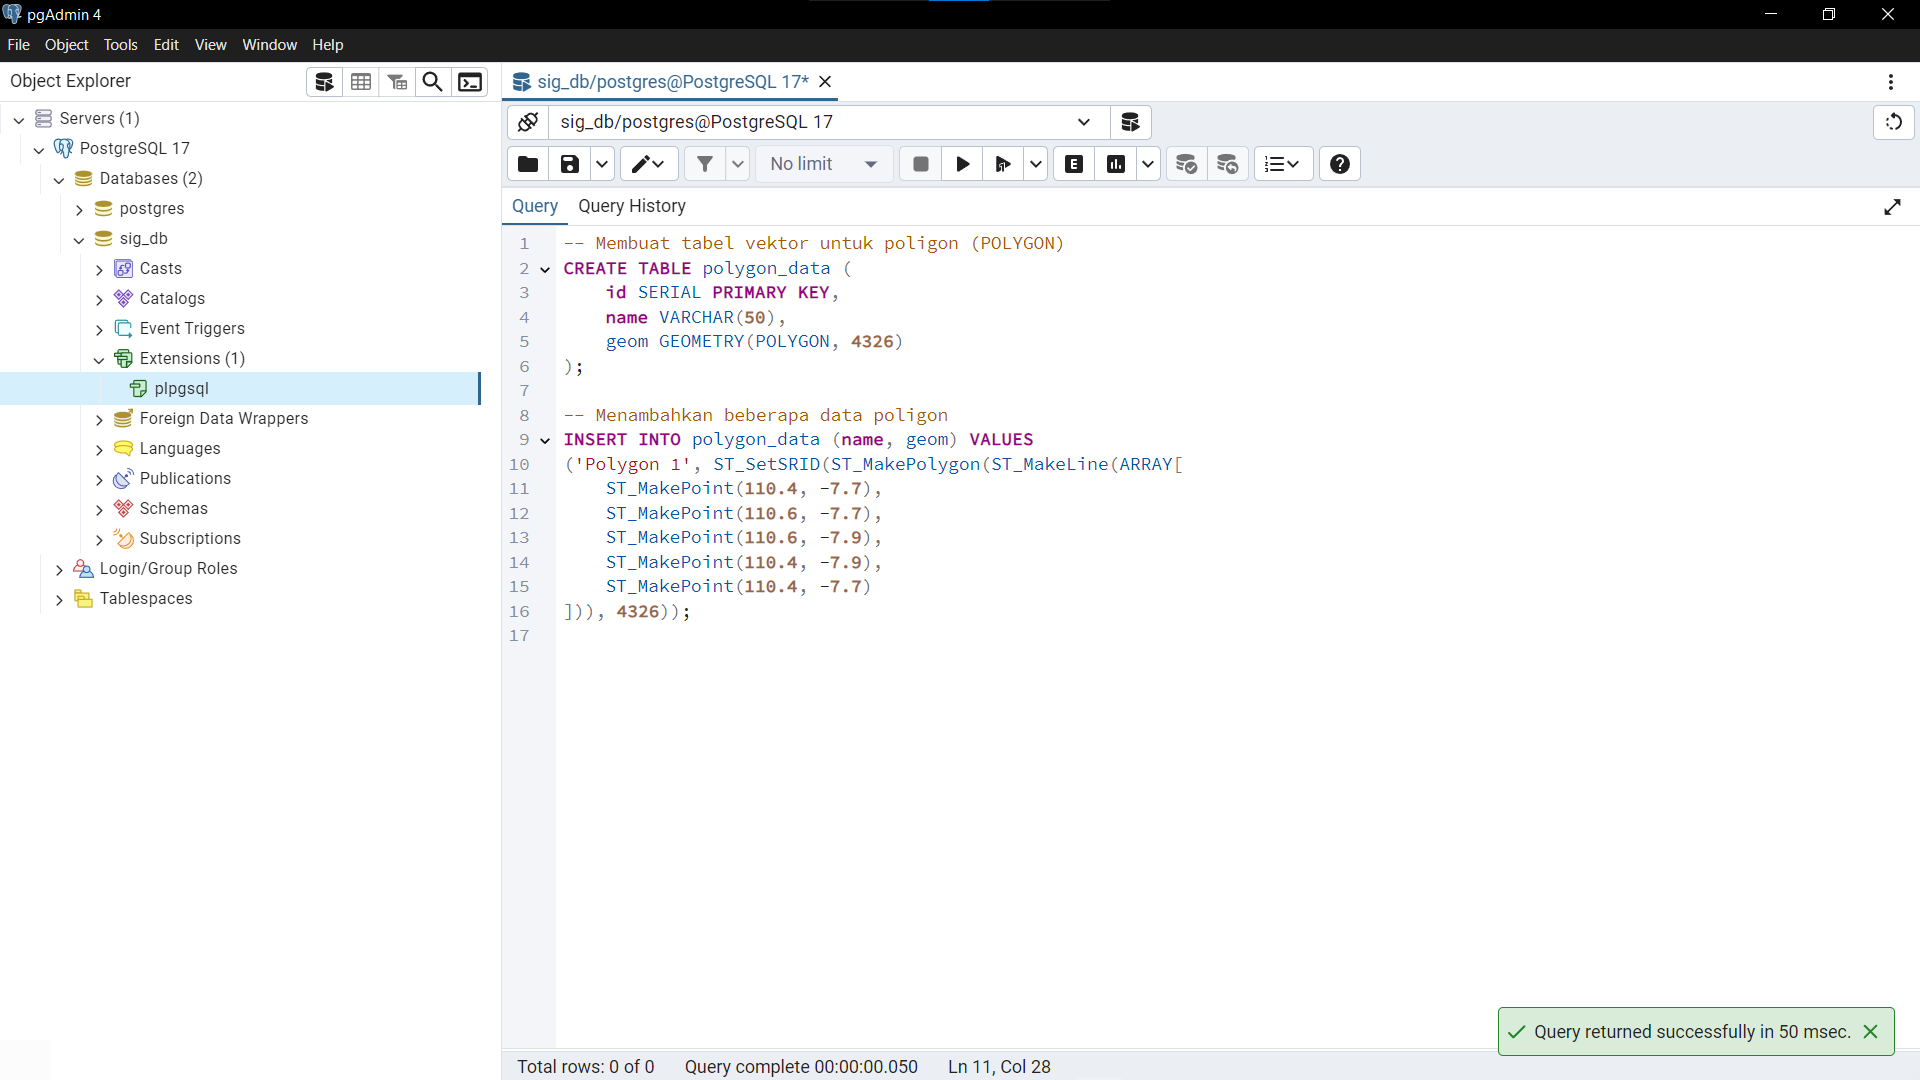 pgAdmin 4
File Object Tools Edit View Window Help
Object Explorer
Servers (1)
PostgreSQL 17
Databases (2)
postgres
sig_db
Casts
Catalogs
Event Triggers
Extensions (1)
plpgsql
Foreign Data Wrappers
Languages
Publications
Schemas
Subscriptions
Login/Group Roles
Tablespaces
sig_db/postgres@PostgreSQL 17*
sig_db/postgres@PostgreSQL 17
No limit
E
Query Query History
1 -- Membuat tabel vektor untuk poligon (POLYGON)
2 CREATE TABLE polygon_data (
3 id SERIAL PRIMARY KEY,
4 name VARCHAR(50),
5 geom GEOMETRY(POLYGON, 4326)
6 );
7
8 -- Menambahkan beberapa data poligon
9 INSERT INTO polygon_data (name, geom) VALUES
10 ('Polygon 1', ST_SetSRID(ST_MakePolygon(ST_MakeLine(ARRAY[
11 ST_MakePoint(110.4, -7.7),
12 ST_MakePoint(110.6, -7.7),
13 ST_MakePoint(110.6, -7.9),
14 ST_MakePoint(110.4, -7.9),
15 ST_MakePoint(110.4, -7.7)
16 ])), 4326));
17
Query returned successfully in 50 msec.
Total rows: 0 of 0 Query complete 00:00:00.050 Ln 11, Col 28